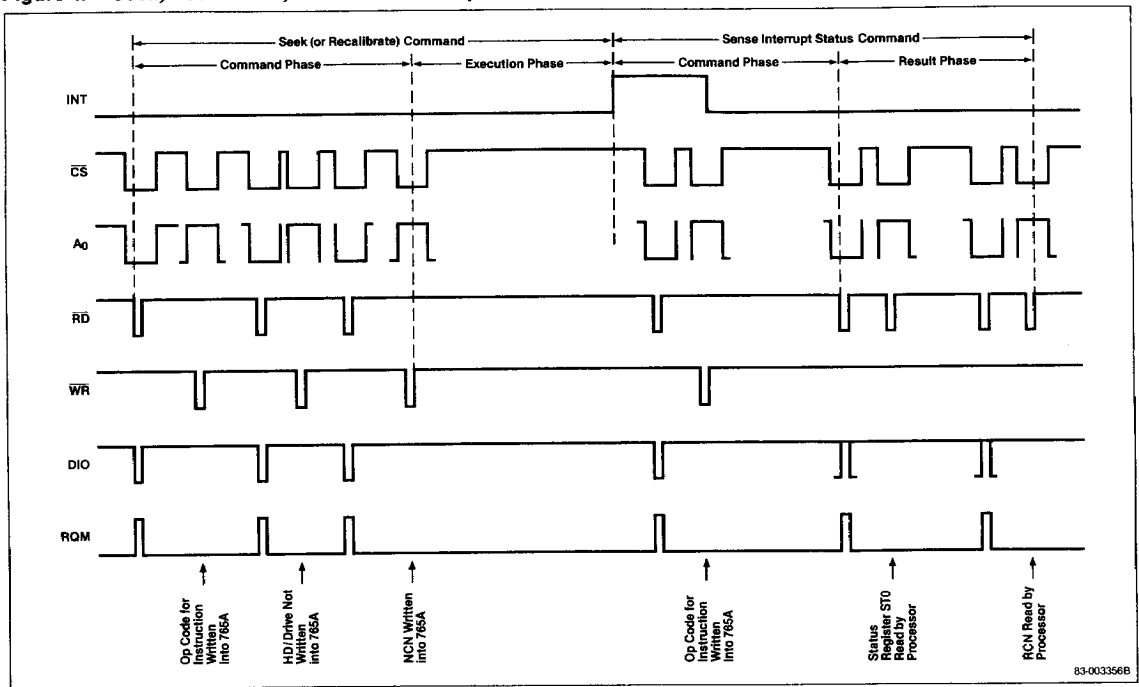 Seek (or Recalibrate) Command
Sense Interrupt Status Command
Command Phase
Execution Phase
Command Phase
Result Phase
INT
CS
A0
RD
WR
DIO
RQM
Op Code for
Instruction
Written
Into 765A
HD/Drive Not
Written
into 765A
NCN Written
into 765A
Op Code for
Instruction
Written
Into 765A
Status
Register ST0
Read by
Processor
RCN Read by
Processor
83-003356B